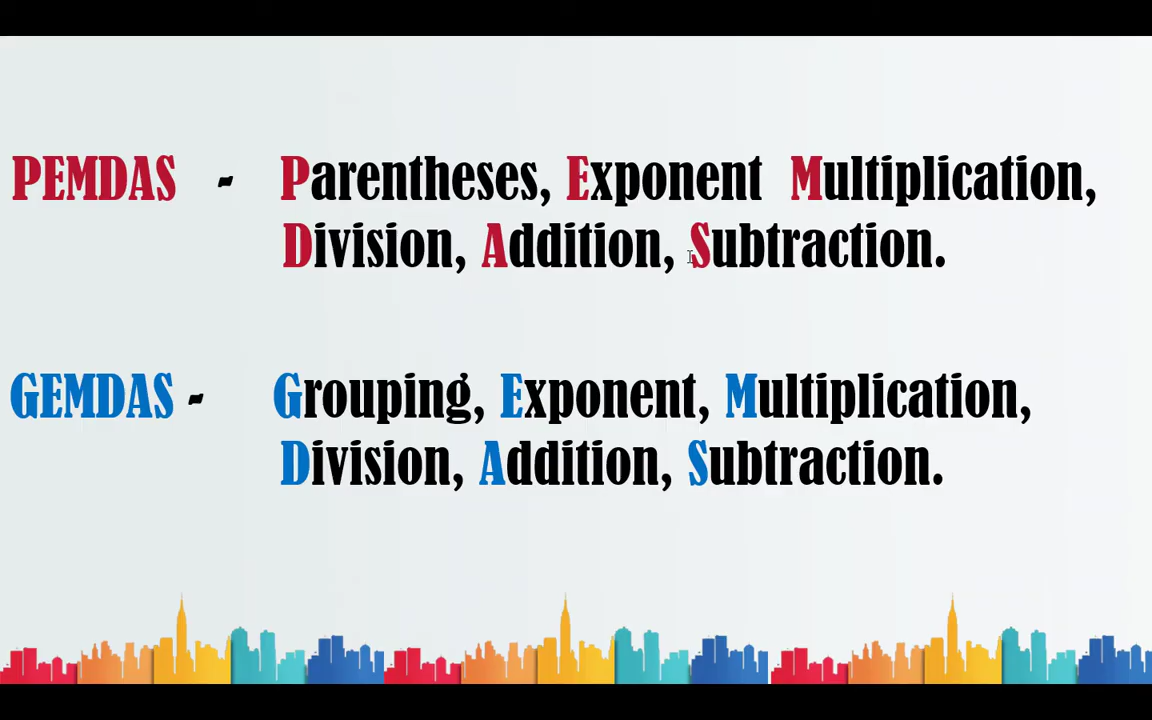 PEMDAS - Parentheses, Exponent Multiplication,
Division, Addition, Subtraction.
GEMDAS - Grouping, Exponent, Multiplication,
Division, Addition, Subtraction.